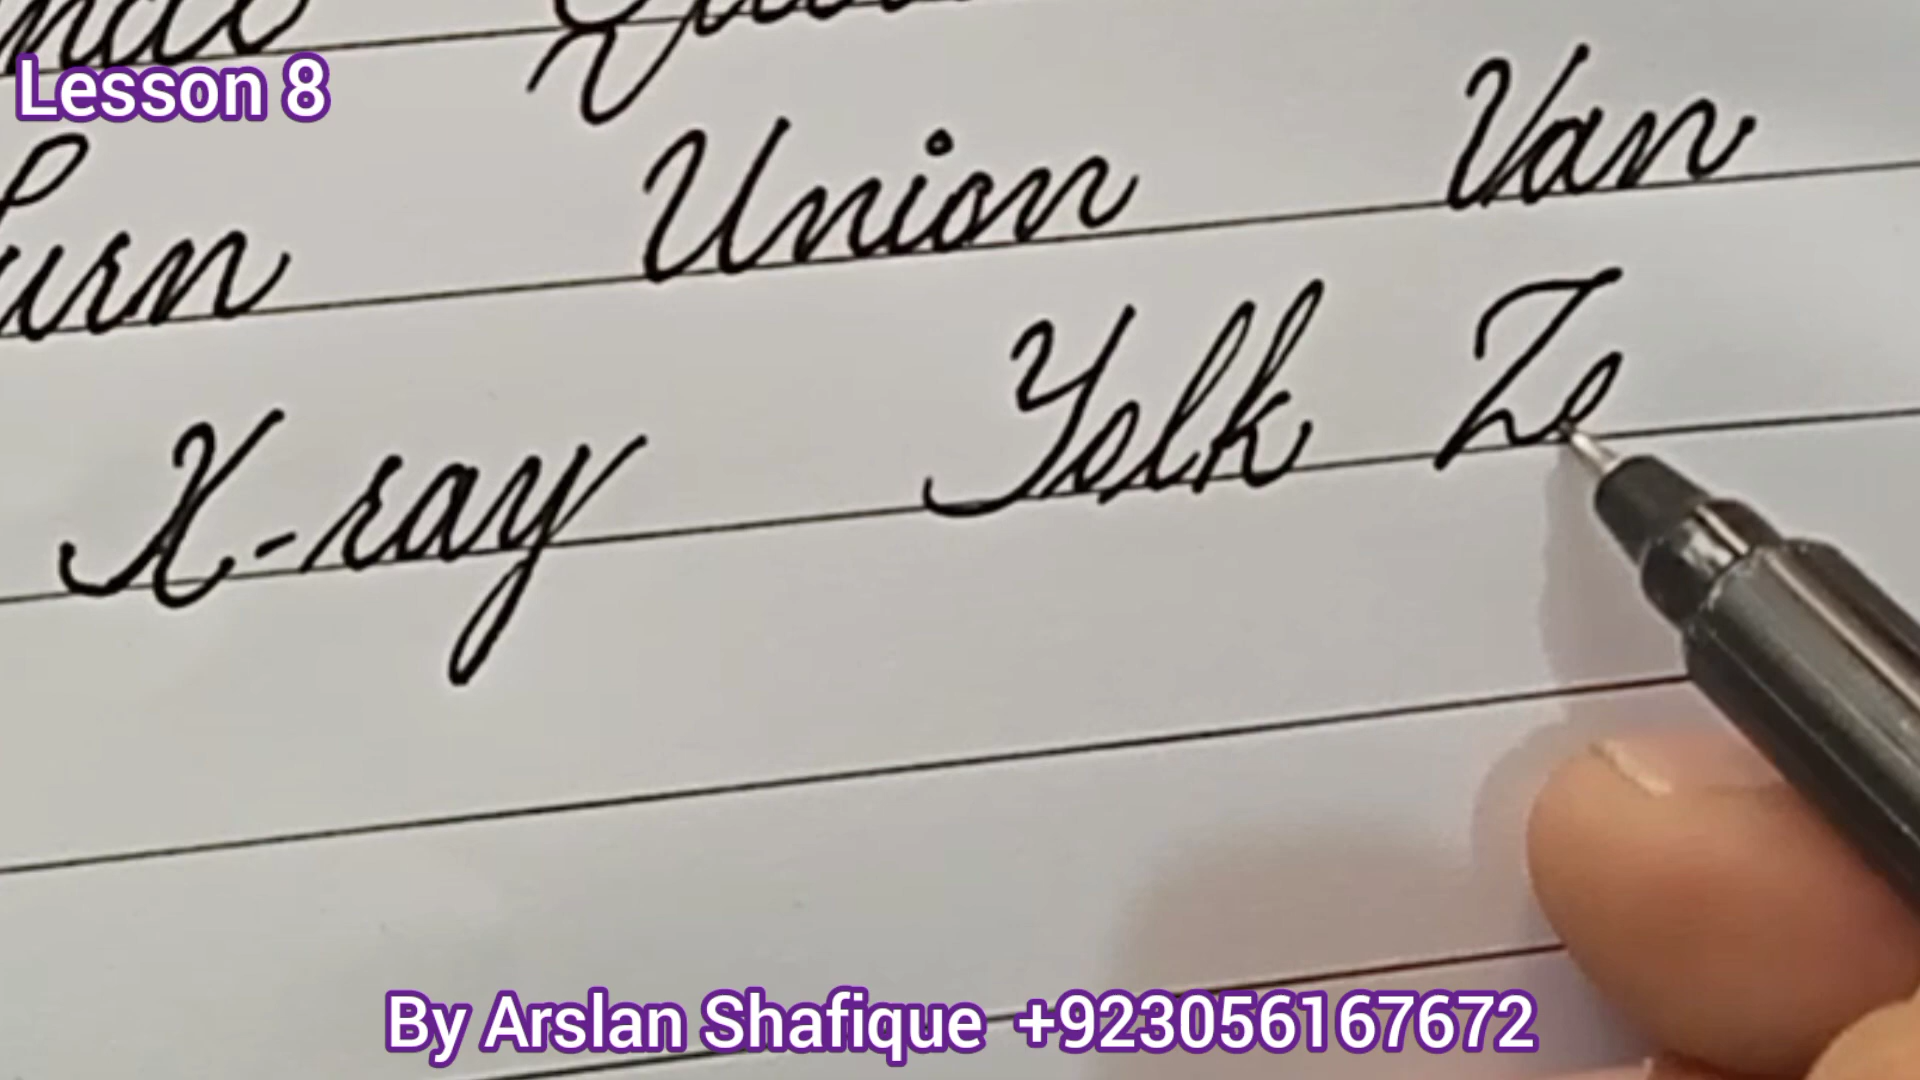 Lesson 8
Union Van
X-ray Yolk Ze
By Arslan Shafique +923056167672